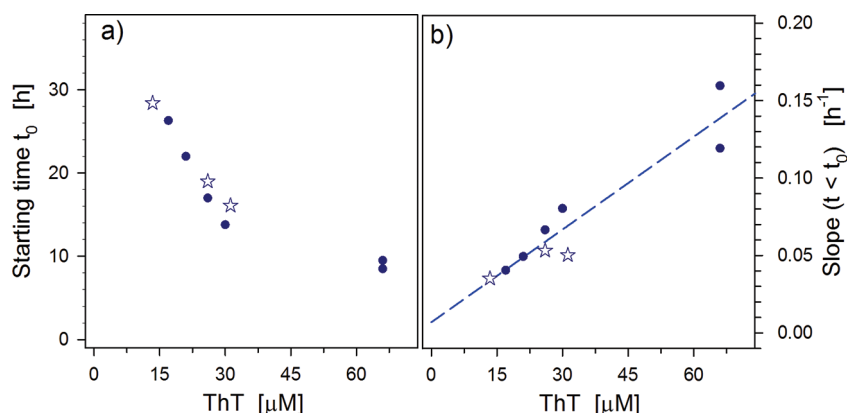 a)
Starting time t₀ [h]
30
20
10
0
0 15 30 45 60
ThT [µM]
b)
0.20
0.15
0.10
0.05
0.00
Slope (t < t₀) [h⁻¹]
0 15 30 45 60
ThT [µM]